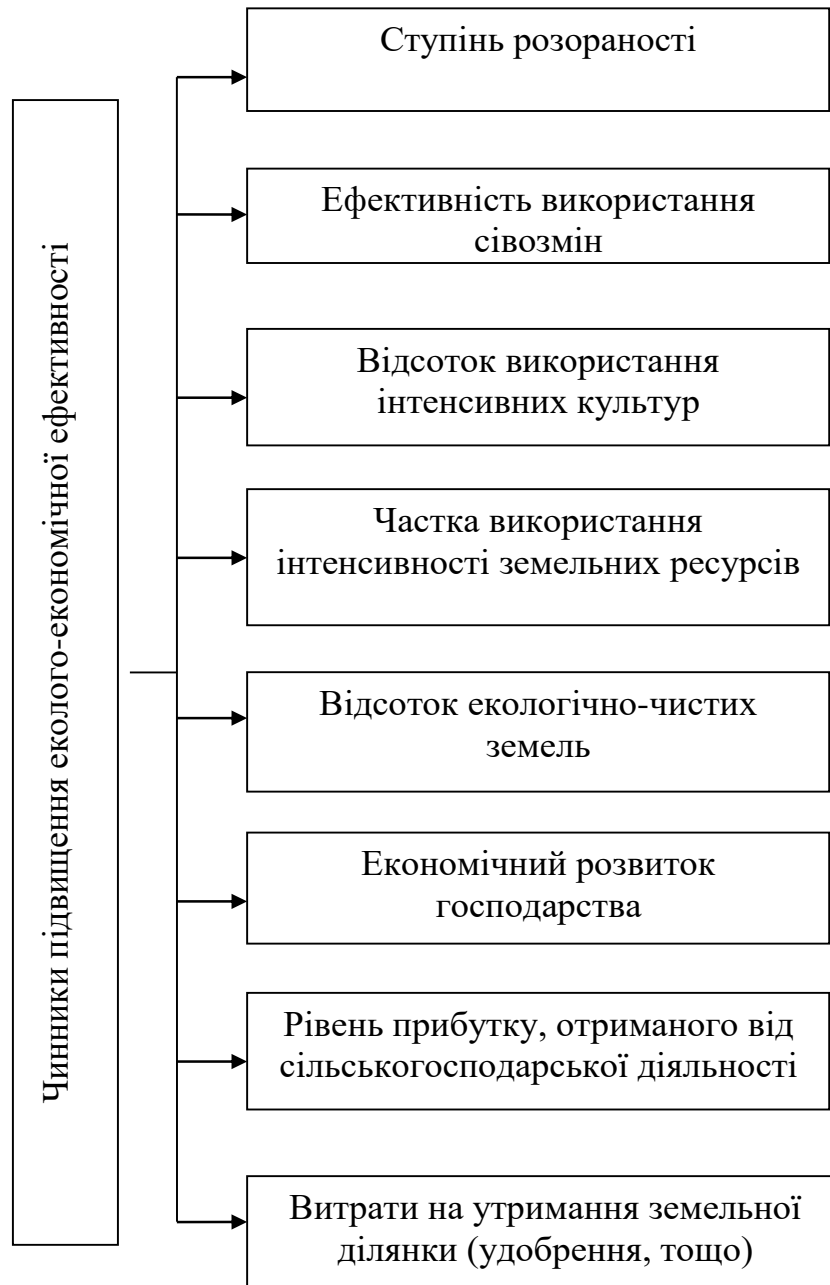 Чинники підвищення еколого-економічної ефективності
Ступінь розораності
Ефективність використання
сівозмін
Відсоток використання
інтенсивних культур
Частка використання
інтенсивності земельних ресурсів
Відсоток екологічно-чистих
земель
Економічний розвиток
господарства
Рівень прибутку, отриманого від
сільськогосподарської діяльності
Витрати на утримання земельної
ділянки (удобрення, тощо)